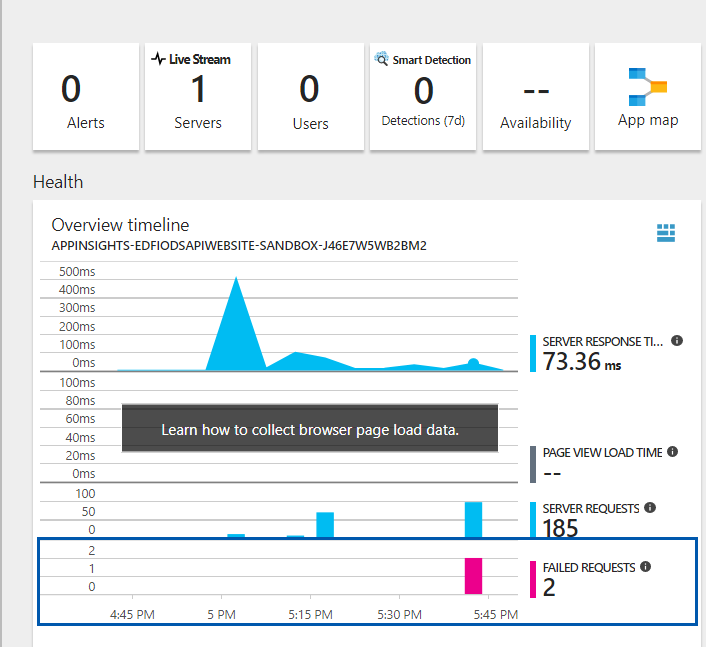 0
Alerts
Live Stream
1
Servers
0
Users
Smart Detection
0
Detections (7d)
--
Availability
App map
Health
Overview timeline
APPINSIGHTS-EDFIODSAPIWEBSITE-SANDBOX-J46E7W5WB2BM2
500ms
400ms
300ms
200ms
100ms
0ms
SERVER RESPONSE TI...
73.36 ms
100ms
80ms
60ms
40ms
20ms
0ms
Learn how to collect browser page load data.
PAGE VIEW LOAD TIME
--
100
50
0
SERVER REQUESTS
185
2
1
0
FAILED REQUESTS
2
4:45 PM 5 PM 5:15 PM 5:30 PM 5:45 PM